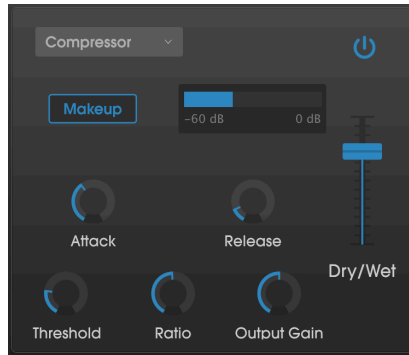 Compressor
Makeup
-60 dB 0 dB
Attack Release
Dry/Wet
Threshold Ratio Output Gain